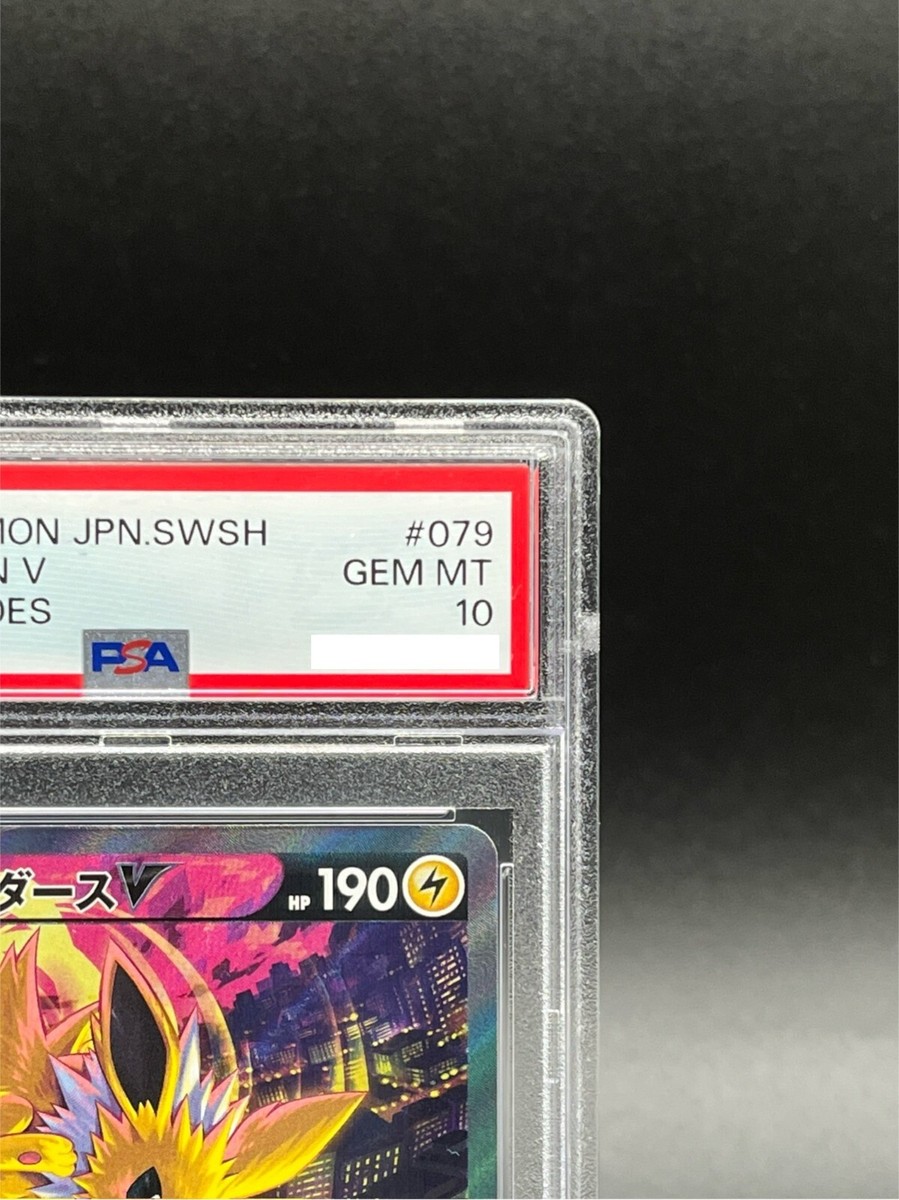 MON JPN.SWSH #079
N V GEM MT
DES 10
PSA
ダースV HP 190